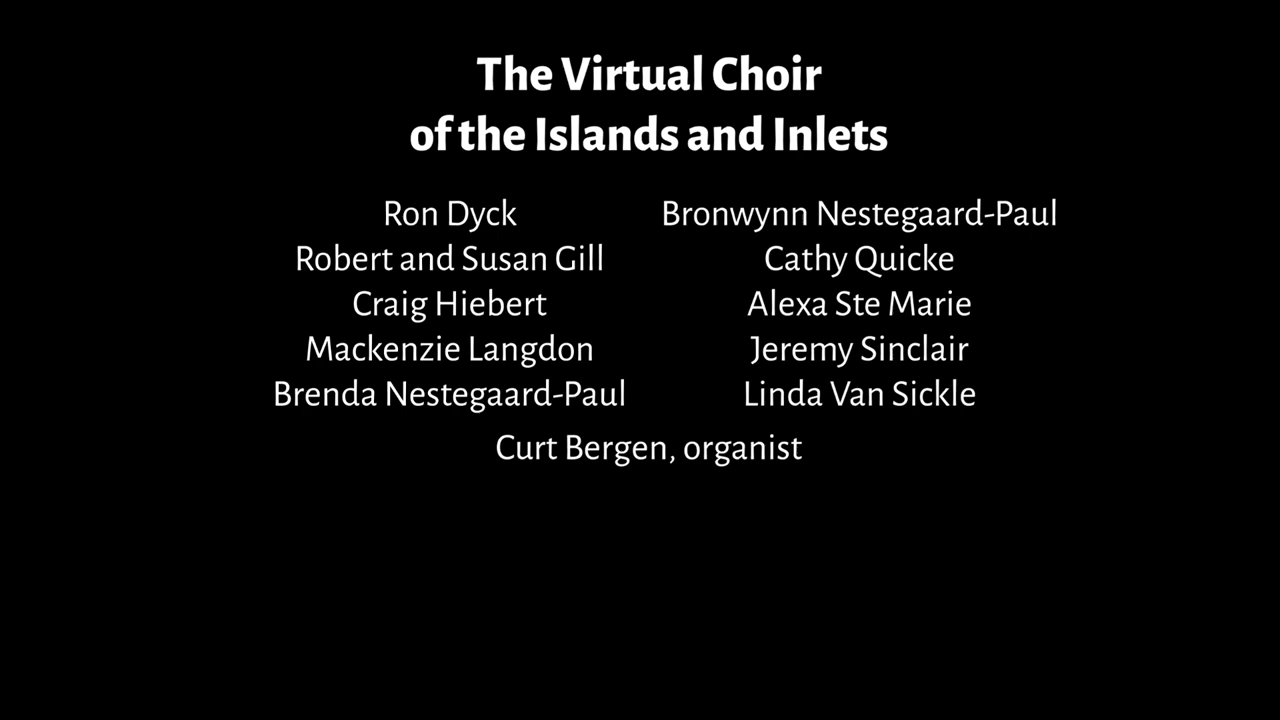 The Virtual Choir
of the Islands and Inlets
Ron Dyck
Robert and Susan Gill
Craig Hiebert
Mackenzie Langdon
Brenda Nestegaard-Paul
Bronwynn Nestegaard-Paul
Cathy Quicke
Alexa Ste Marie
Jeremy Sinclair
Linda Van Sickle
Curt Bergen, organist